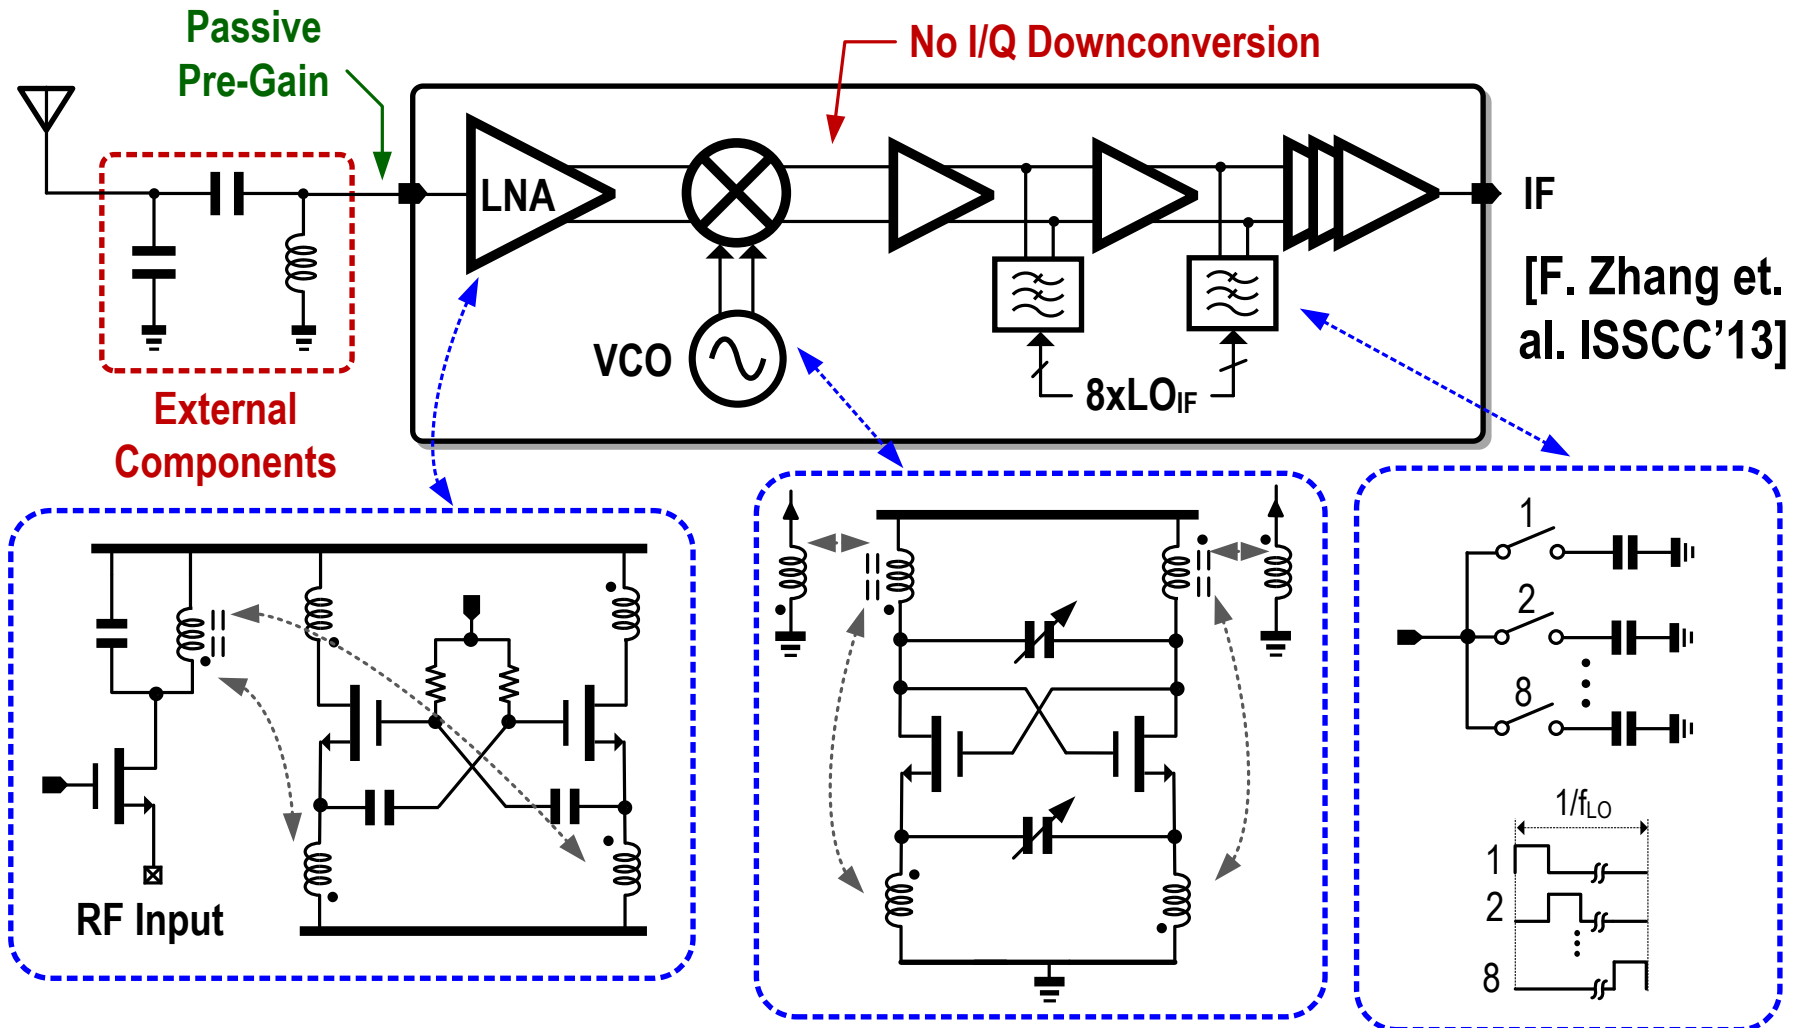 Passive
Pre-Gain
No I/Q Downconversion
LNA
IF
[F. Zhang et.
al. ISSCC'13]
VCO
8xLOIF
External
Components
RF Input
1
2
8
1/fLO
1
2
8